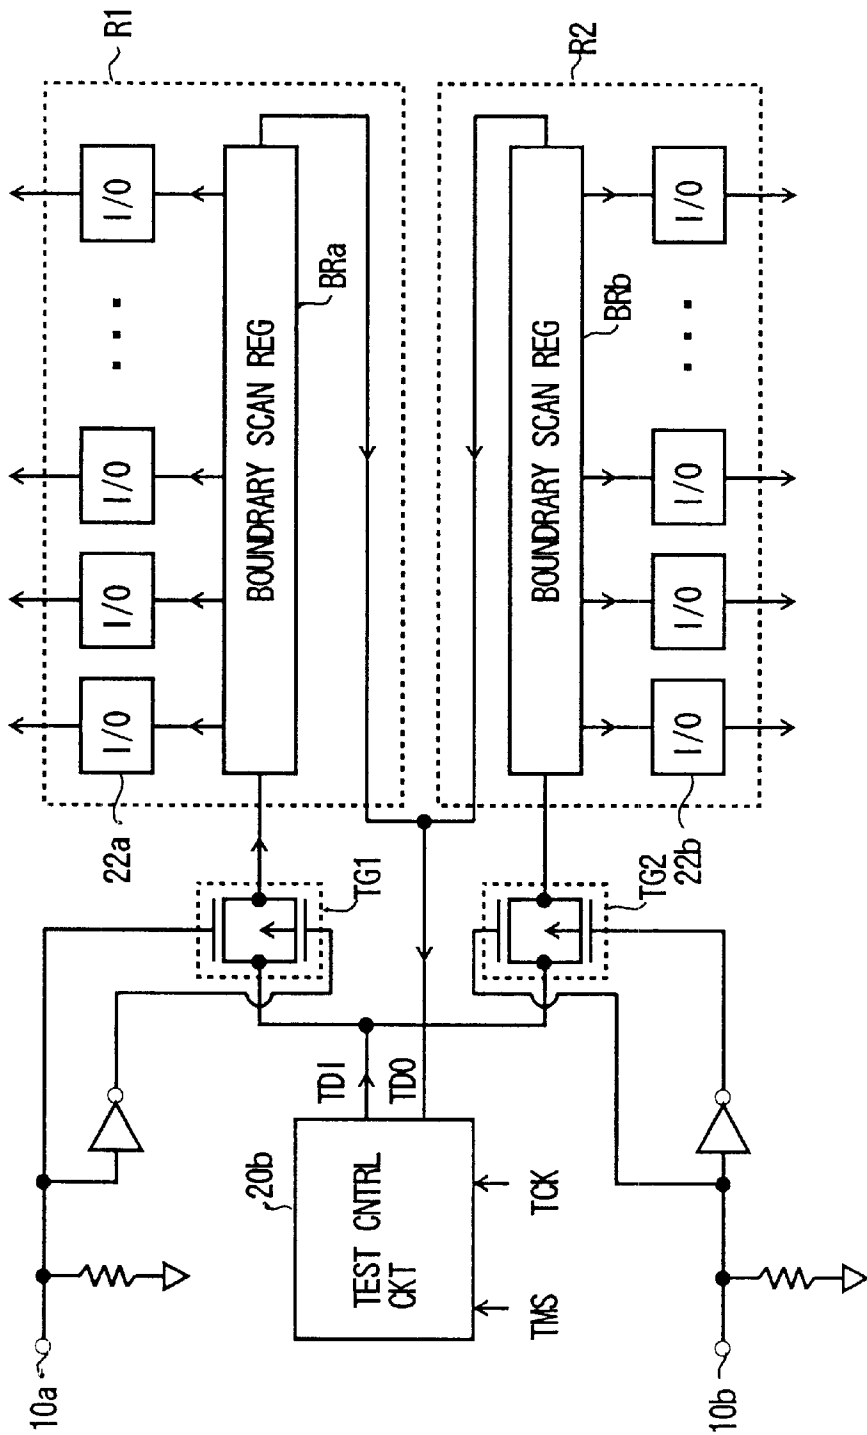 R1
I/O
I/O
I/O
I/O
22a
BOUNDRARY SCAN REG
BRa
TG1
10a
TEST CNTRL
CKT
20b
TDI
TDO
TMS
TCK
R2
BOUNDRARY SCAN REG
BRb
I/O
I/O
I/O
I/O
TG2
22b
10b